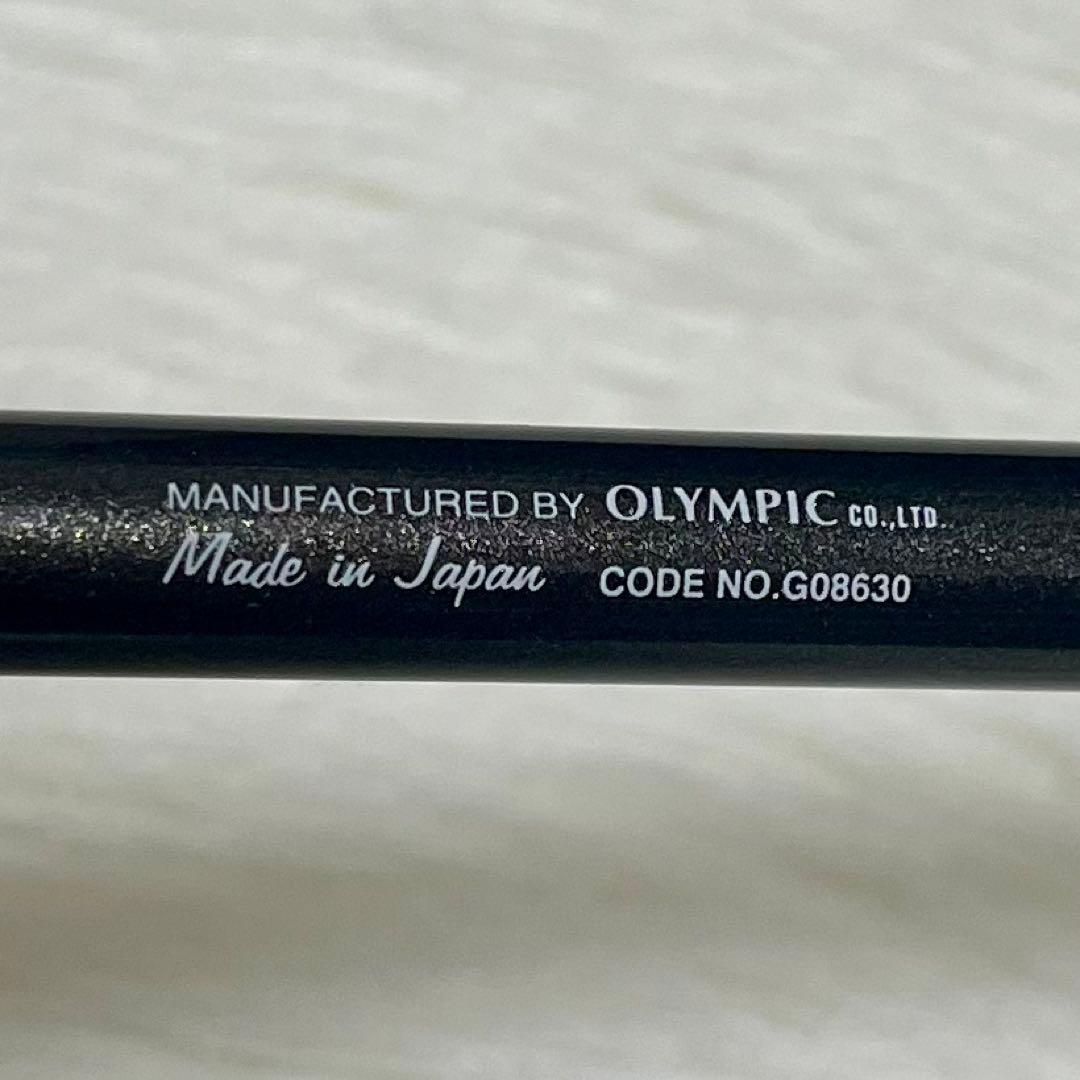 MANUFACTURED BY OLYMPIC CO.,LTD.
Made in Japan CODE NO.G08630